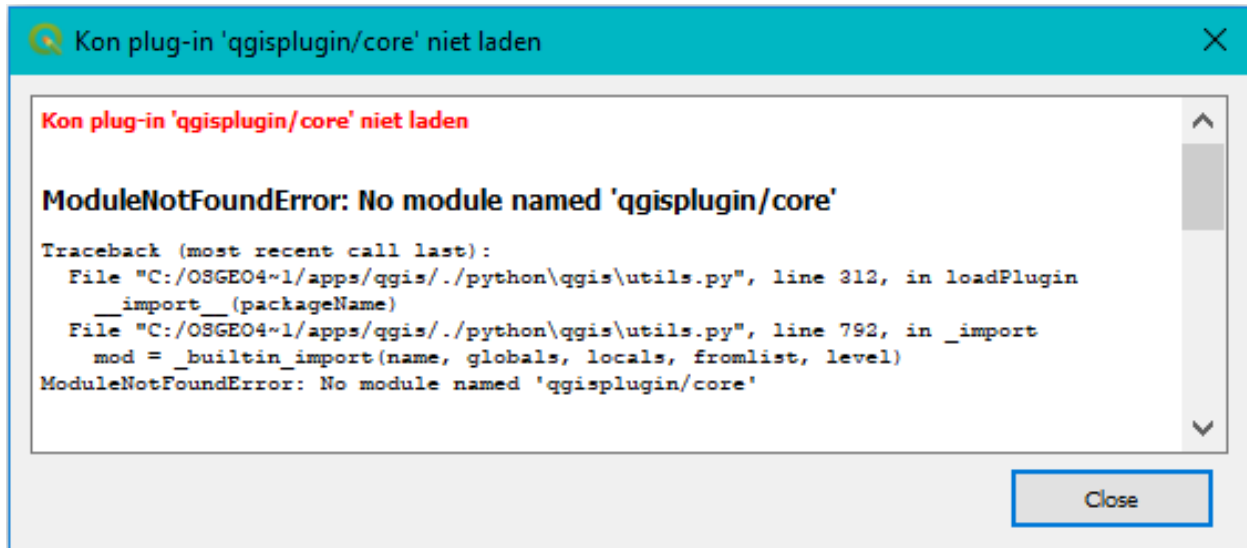 Kon plug-in 'qgisplugin/core' niet laden
Kon plug-in 'qgisplugin/core' niet laden
ModuleNotFoundError: No module named 'qgisplugin/core'
Traceback (most recent call last):
  File "C:/OSGEO4~1/apps/qgis/./python\qgis\utils.py", line 312, in loadPlugin
    __import__(packageName)
  File "C:/OSGEO4~1/apps/qgis/./python\qgis\utils.py", line 792, in _import
    mod = _builtin_import(name, globals, locals, fromlist, level)
ModuleNotFoundError: No module named 'qgisplugin/core'
Close